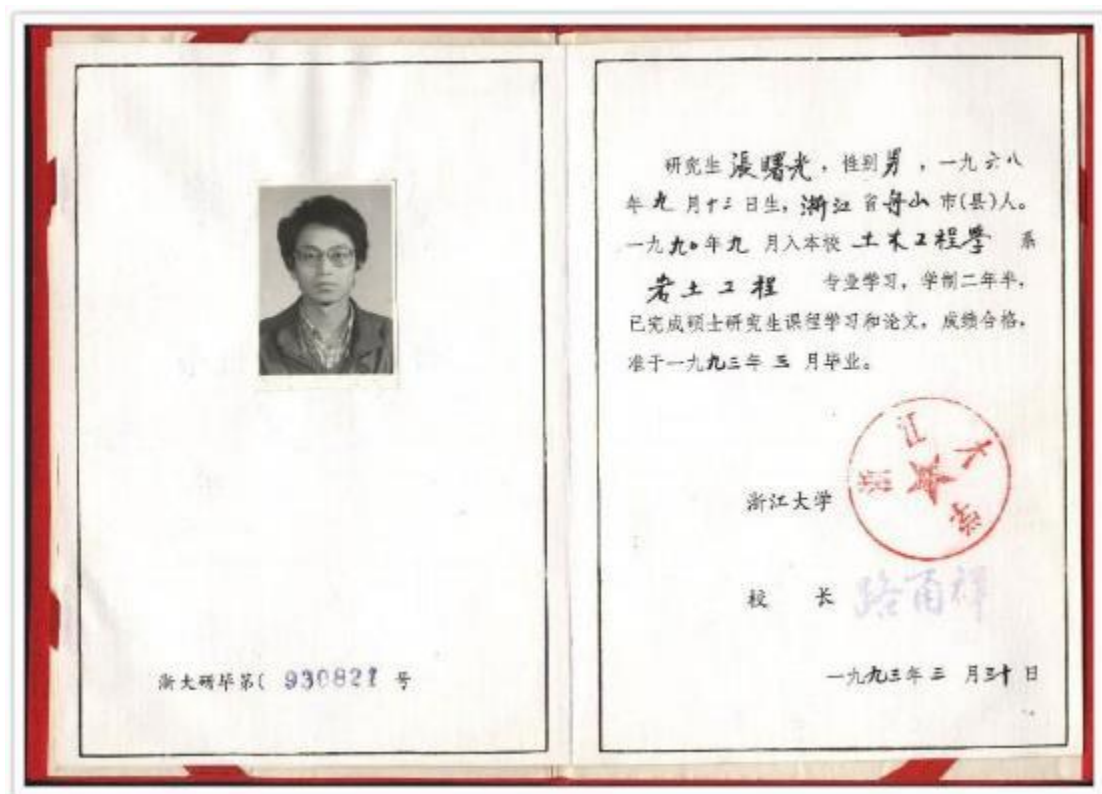 浙大研毕第( 930821 号
研究生 張曙光，性别男，一九六八
年九月十三日生，浙江省舟山市(县)人。
一九九〇年九月入本校 土木工程學 系
岩土工程 专业学习，学制二年半，
已完成硕士研究生课程学习和论文，成绩合格，
准于一九九三年三月毕业。
浙江大学
浙江大学
校 长 路甬祥
一九九三年三月三十日